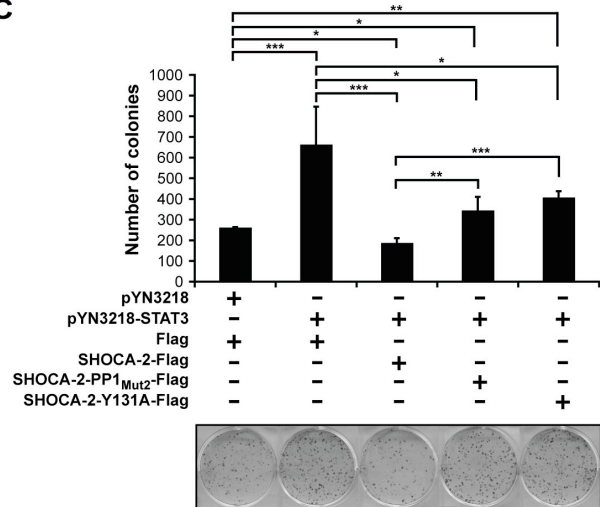 C
**
*
*
***
*
*
***
***
**
Number of colonies
1000
900
800
700
600
500
400
300
200
100
0
pYN3218 + - - - -
pYN3218-STAT3 - + + + +
Flag + + - - -
SHOCA-2-Flag - - + - -
SHOCA-2-PP1Mut2-Flag - - - + -
SHOCA-2-Y131A-Flag - - - - +